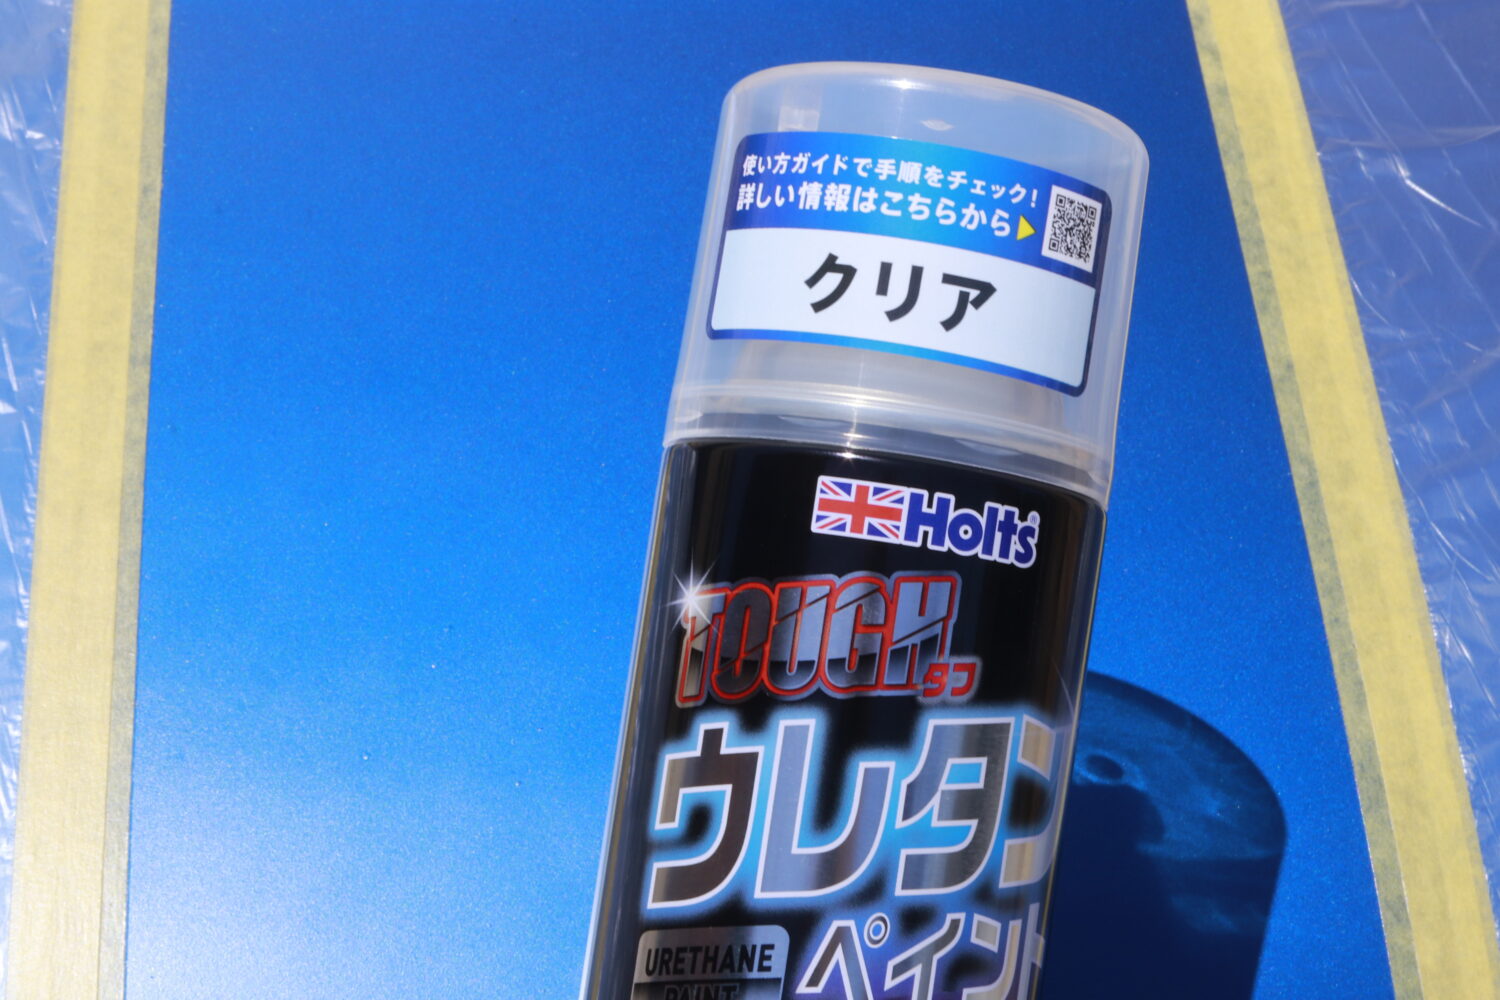 使い方ガイドで手順をチェック!
詳しい情報はこちらから▶
クリア
Holts®
TOUGH
タフ
ウレタン
ペイント
URETHANE
PAINT